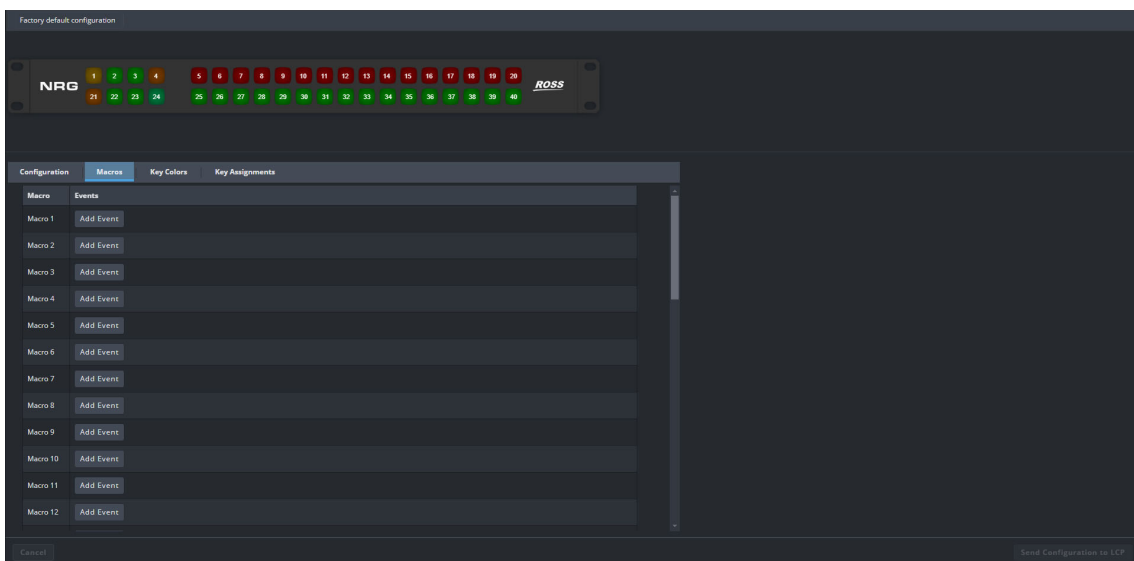 Factory default configuration
NRG
1 2 3 4 5 6 7 8 9 10 11 12 13 14 15 16 17 18 19 20
21 22 23 24 25 26 27 28 29 30 31 32 33 34 35 36 37 38 39 40
ROSS
Configuration Macros Key Colors Key Assignments
Macro Events
Macro 1 Add Event
Macro 2 Add Event
Macro 3 Add Event
Macro 4 Add Event
Macro 5 Add Event
Macro 6 Add Event
Macro 7 Add Event
Macro 8 Add Event
Macro 9 Add Event
Macro 10 Add Event
Macro 11 Add Event
Macro 12 Add Event
Cancel Send Configuration to LCP